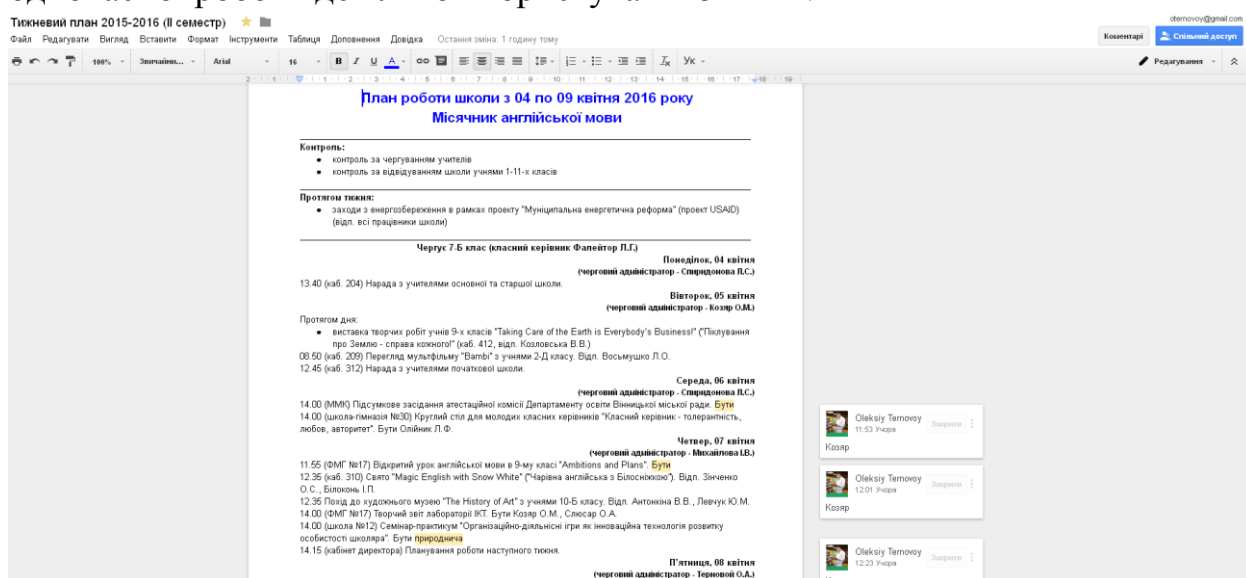 Тижневий план 2015-2016 (ІІ семестр)
oternovoy@gmail.com
Файл Редагувати Вигляд Вставити Формат Інструменти Таблиця Доповнення Довідка Остання зміна: 1 годину тому
Коментарі Спільний доступ
100% Звичайни... Arial 16 B I U A Ук Редагування
План роботи школи з 04 по 09 квітня 2016 року
Місячник англійської мови
Контроль:
● контроль за чергуванням учителів
● контроль за відвідуванням школи учнями 1-11-х класів
Протягом тижня:
● заходи з енергозбереження в рамках проекту "Муніципальна енергетична реформа" (проект USAID)
(відп. всі працівники школи)
Чергує 7-Б клас (класний керівник Фалейтор Л.Г.)
Понеділок, 04 квітня
(черговий адміністратор - Спиридонова Л.С.)
13.40 (каб. 204) Нарада з учителями основної та старшої школи.
Вівторок, 05 квітня
(черговий адміністратор - Козяр О.М.)
Протягом дня:
● виставка творчих робіт учнів 9-х класів "Taking Care of the Earth is Everybody's Business!" ("Піклування
про Землю - справа кожного!" (каб. 412, відп. Козловська В.В.)
08.50 (каб. 209) Перегляд мультфільму "Bambi" з учнями 2-Д класу. Відп. Восьмушко Л.О.
12.45 (каб. 312) Нарада з учителями початкової школи.
Середа, 06 квітня
(черговий адміністратор - Спиридонова Л.С.)
14.00 (ММК) Підсумкове засідання атестаційної комісії Департаменту освіти Вінницької міської ради. Бути
14.00 (школа-гімназія №30) Круглий стіл для молодих класних керівників "Класний керівник - толерантність,
любов, авторитет". Бути Олійник Л.Ф.
Oleksiy Ternovoy
11:53 Учора
Закрити
Козяр
Четвер, 07 квітня
(черговий адміністратор - Михайлова І.В.)
11.55 (ФМГ №17) Відкритий урок англійської мови в 9-му класі "Ambitions and Plans". Бути
12.35 (каб. 310) Свято "Magic English with Snow White" ("Чарівна англійська з Білосніжкою"). Відп. Зінченко
О.С., Білоконь І.П.
12.35 Похід до художнього музею "The History of Art" з учнями 10-Б класу. Відп. Антонкіна В.В., Левчук Ю.М.
14.00 (ФМГ №17) Творчий звіт лабораторії ІКТ. Бути Козяр О.М., Слюсар О.А.
14.00 (школа №12) Семінар-практикум "Організаційно-діяльнісні ігри як інноваційна технологія розвитку
особистості школяра". Бути природнича
14.15 (кабінет директора) Планування роботи наступного тижня.
Oleksiy Ternovoy
12:01 Учора
Закрити
Козяр
П'ятниця, 08 квітня
(черговий адміністратор - Терновой О.А.)
Oleksiy Ternovoy
12:23 Учора
Закрити